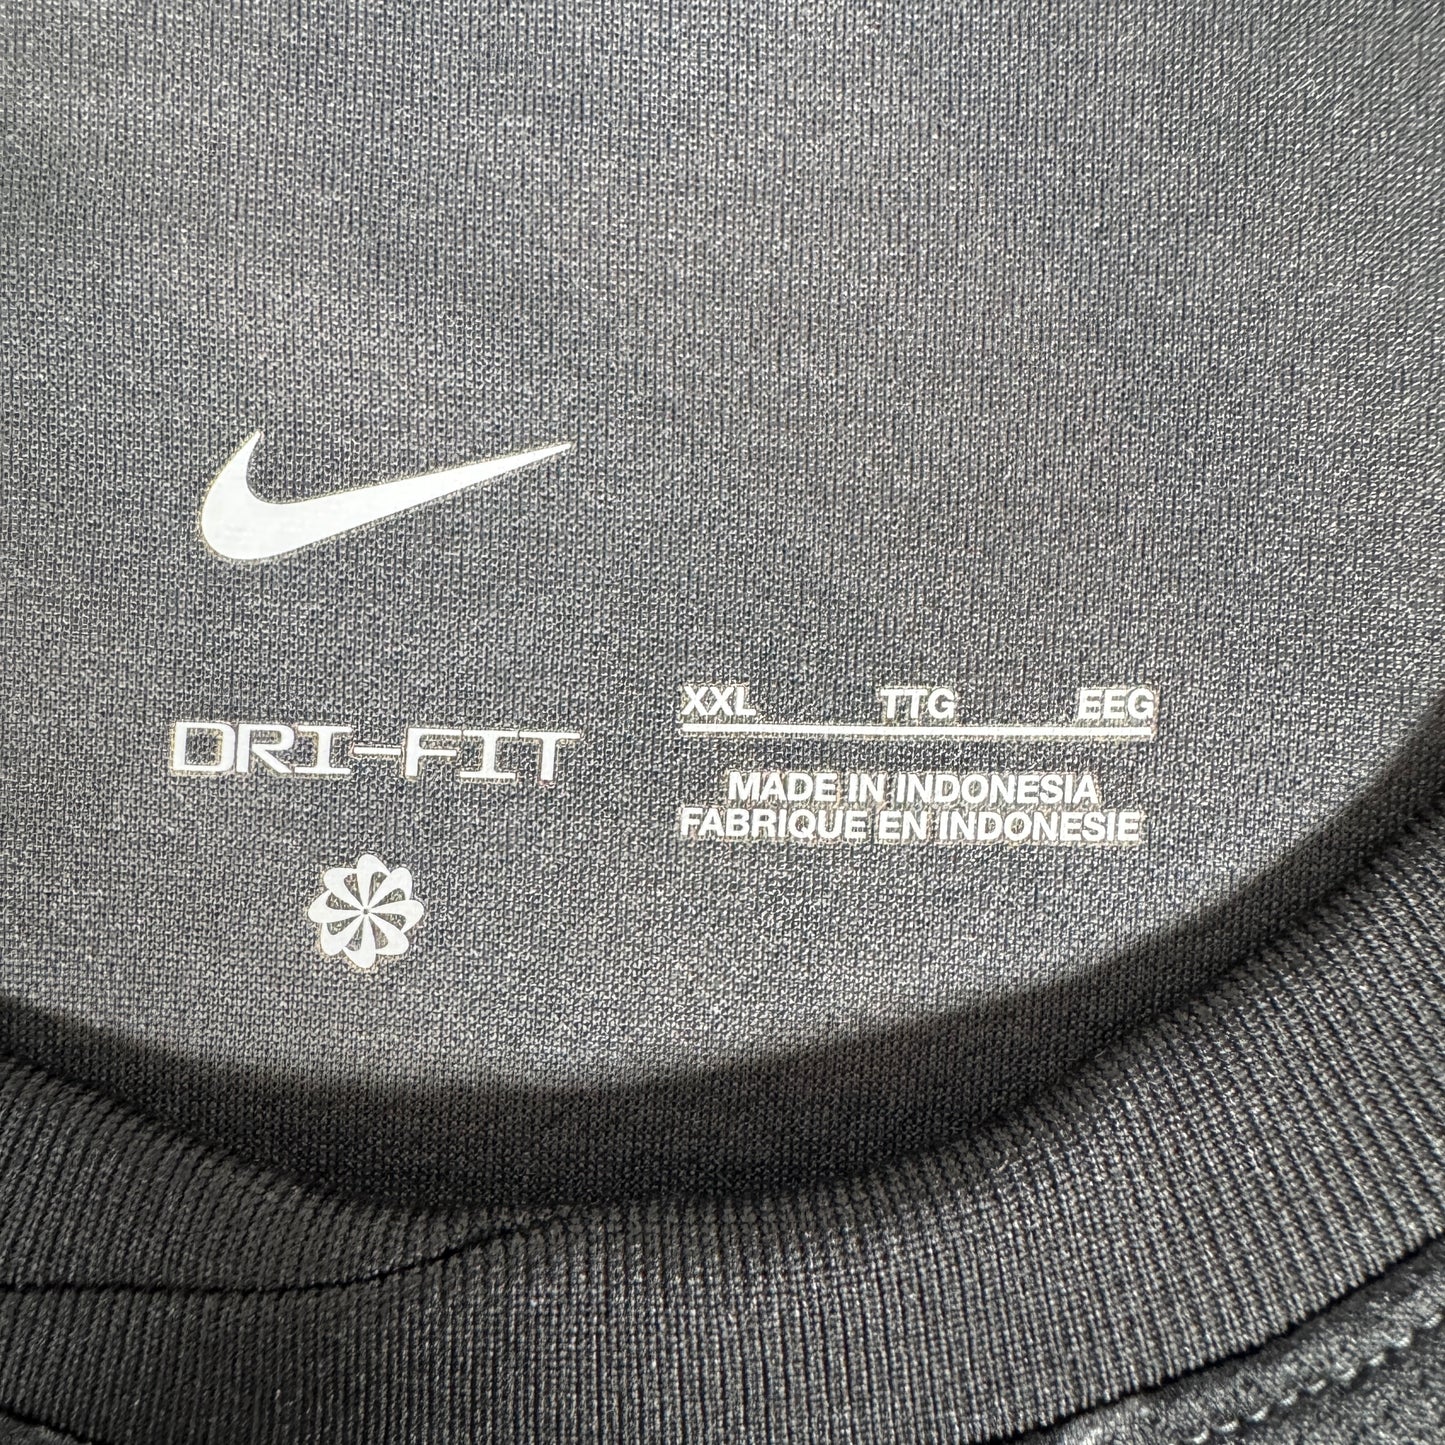 DRI-FIT
XXL TTG EEG
MADE IN INDONESIA
FABRIQUE EN INDONESIE